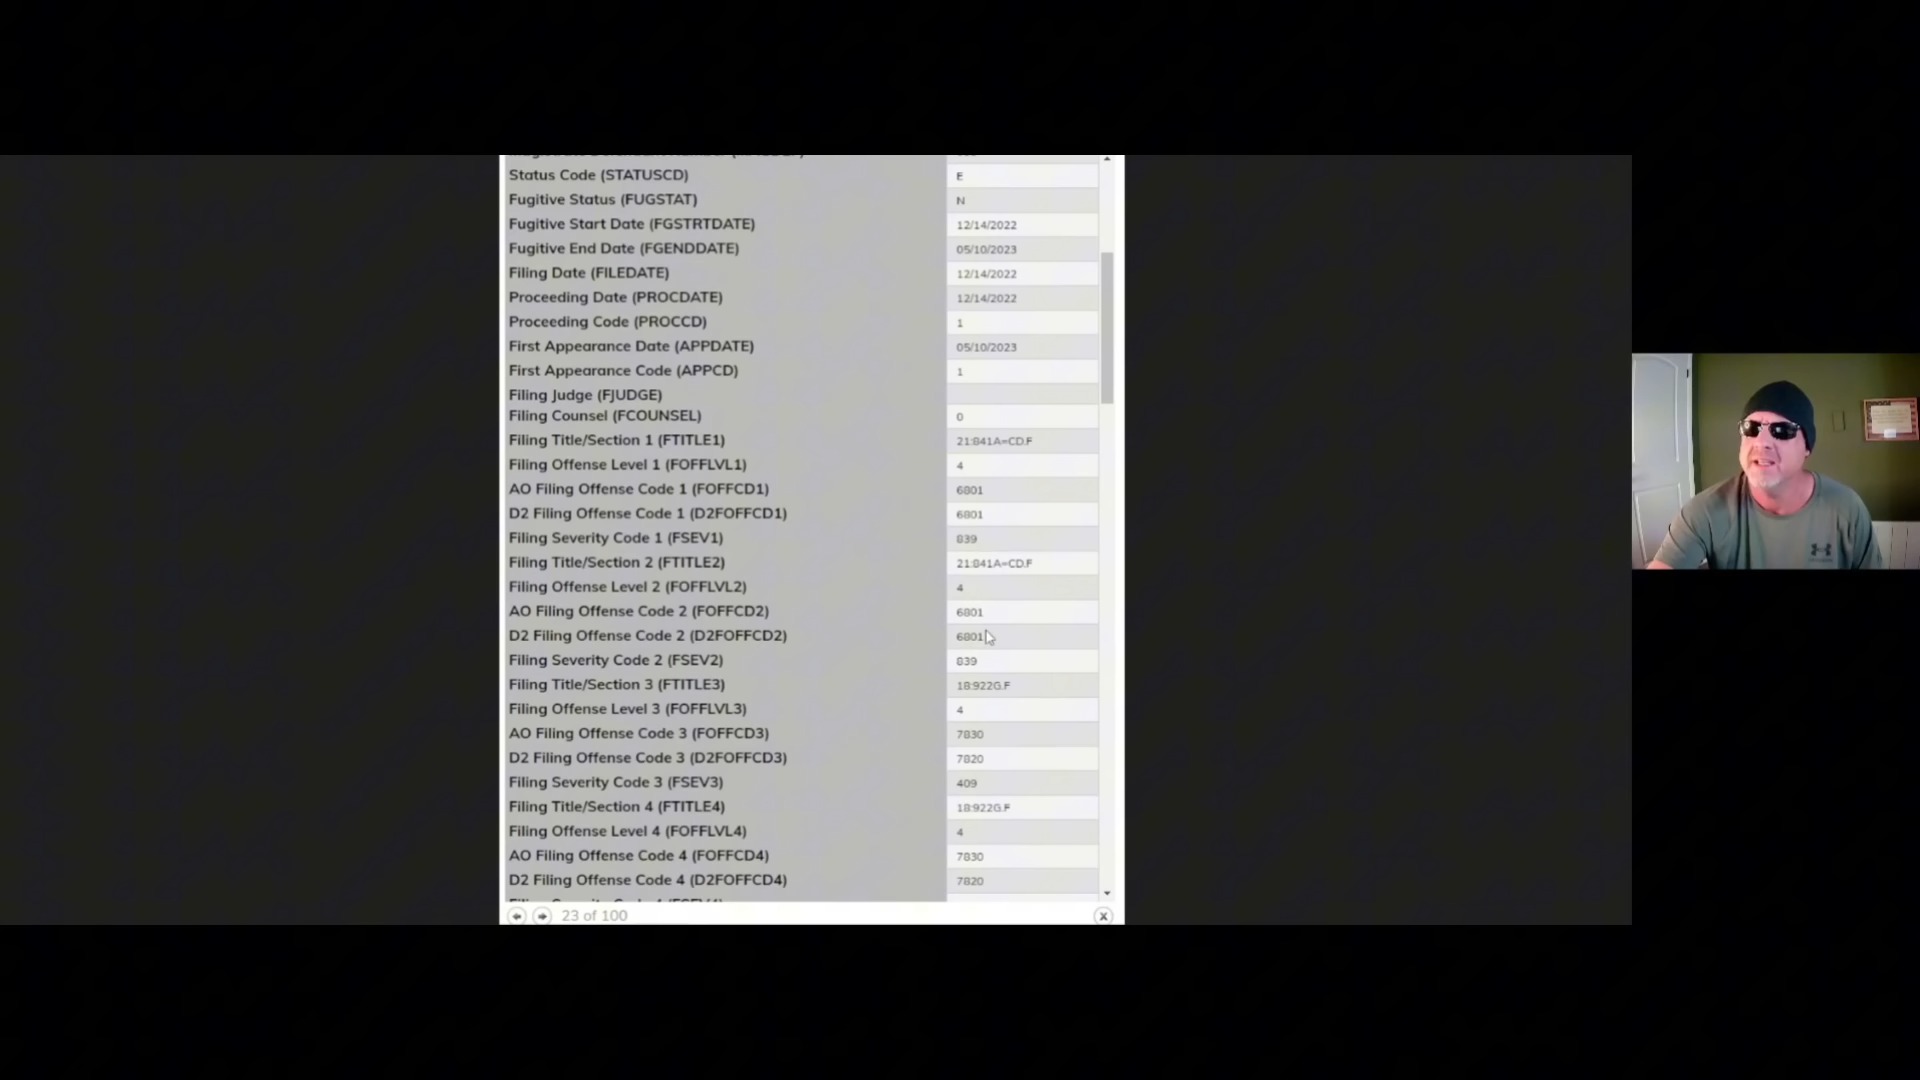 Status Code (STATUSCD) E
Fugitive Status (FUGSTAT) N
Fugitive Start Date (FGSTRTDATE) 12/14/2022
Fugitive End Date (FGENDDATE) 05/10/2023
Filing Date (FILEDATE) 12/14/2022
Proceeding Date (PROCDATE) 12/14/2022
Proceeding Code (PROCCD) 1
First Appearance Date (APPDATE) 05/10/2023
First Appearance Code (APPCD) 1
Filing Judge (FJUDGE)
Filing Counsel (FCOUNSEL) 0
Filing Title/Section 1 (FTITLE1) 21:841A=CD.F
Filing Offense Level 1 (FOFFLVL1) 4
AO Filing Offense Code 1 (FOFFCD1) 6801
D2 Filing Offense Code 1 (D2FOFFCD1) 6801
Filing Severity Code 1 (FSEV1) 839
Filing Title/Section 2 (FTITLE2) 21:841A=CD.F
Filing Offense Level 2 (FOFFLVL2) 4
AO Filing Offense Code 2 (FOFFCD2) 6801
D2 Filing Offense Code 2 (D2FOFFCD2) 6801
Filing Severity Code 2 (FSEV2) 839
Filing Title/Section 3 (FTITLE3) 18:922G.F
Filing Offense Level 3 (FOFFLVL3) 4
AO Filing Offense Code 3 (FOFFCD3) 7830
D2 Filing Offense Code 3 (D2FOFFCD3) 7820
Filing Severity Code 3 (FSEV3) 409
Filing Title/Section 4 (FTITLE4) 18:922G.F
Filing Offense Level 4 (FOFFLVL4) 4
AO Filing Offense Code 4 (FOFFCD4) 7830
D2 Filing Offense Code 4 (D2FOFFCD4) 7820
23 of 100